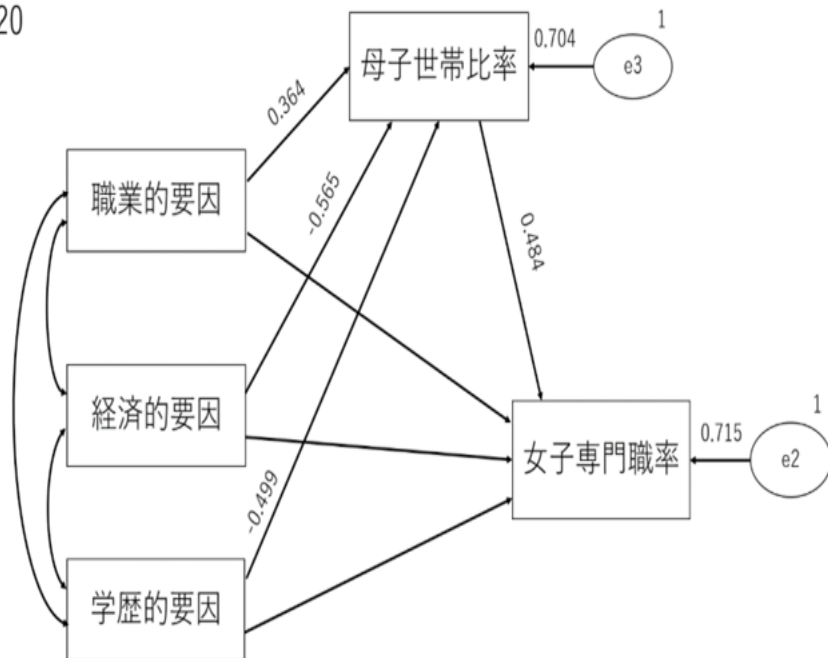 20
1
母子世帯比率
0.704
e3
0.364
職業的要因
-0.565
0.484
経済的要因
1
女子専門職率
0.715
e2
-0.499
学歴的要因